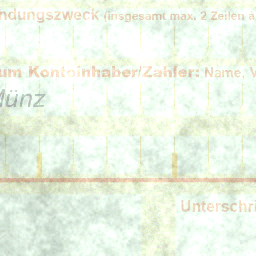 ndungszweck (insgesamt max. 2 Zeilen à
um Kontoinhaber/Zahler: Name, V
Münz
Unterschri